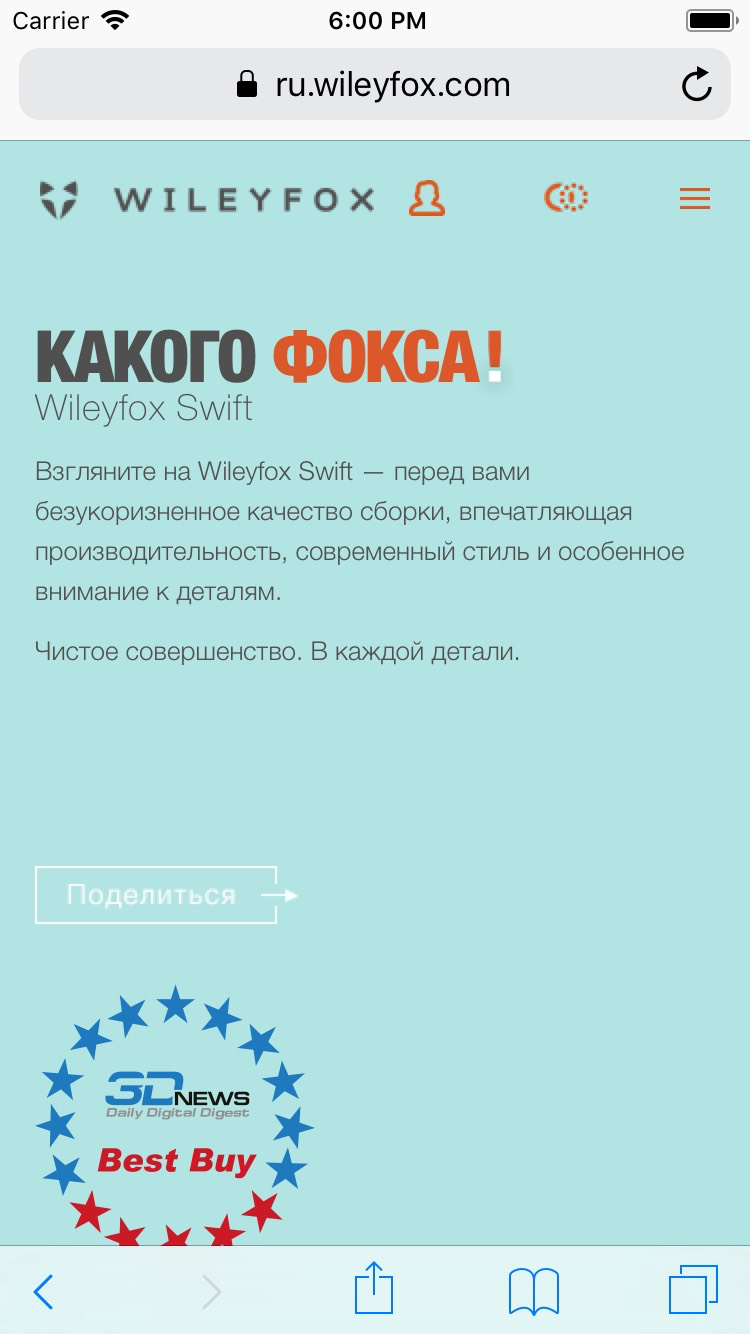 Carrier 6:00 PM
ru.wileyfox.com
WILEYFOX
КАКОГО ФОКСА!
Wileyfox Swift
Взгляните на Wileyfox Swift — перед вами
безукоризненное качество сборки, впечатляющая
производительность, современный стиль и особенное
внимание к деталям.
Чистое совершенство. В каждой детали.
Поделиться
3DNEWS
Daily Digital Digest
Best Buy